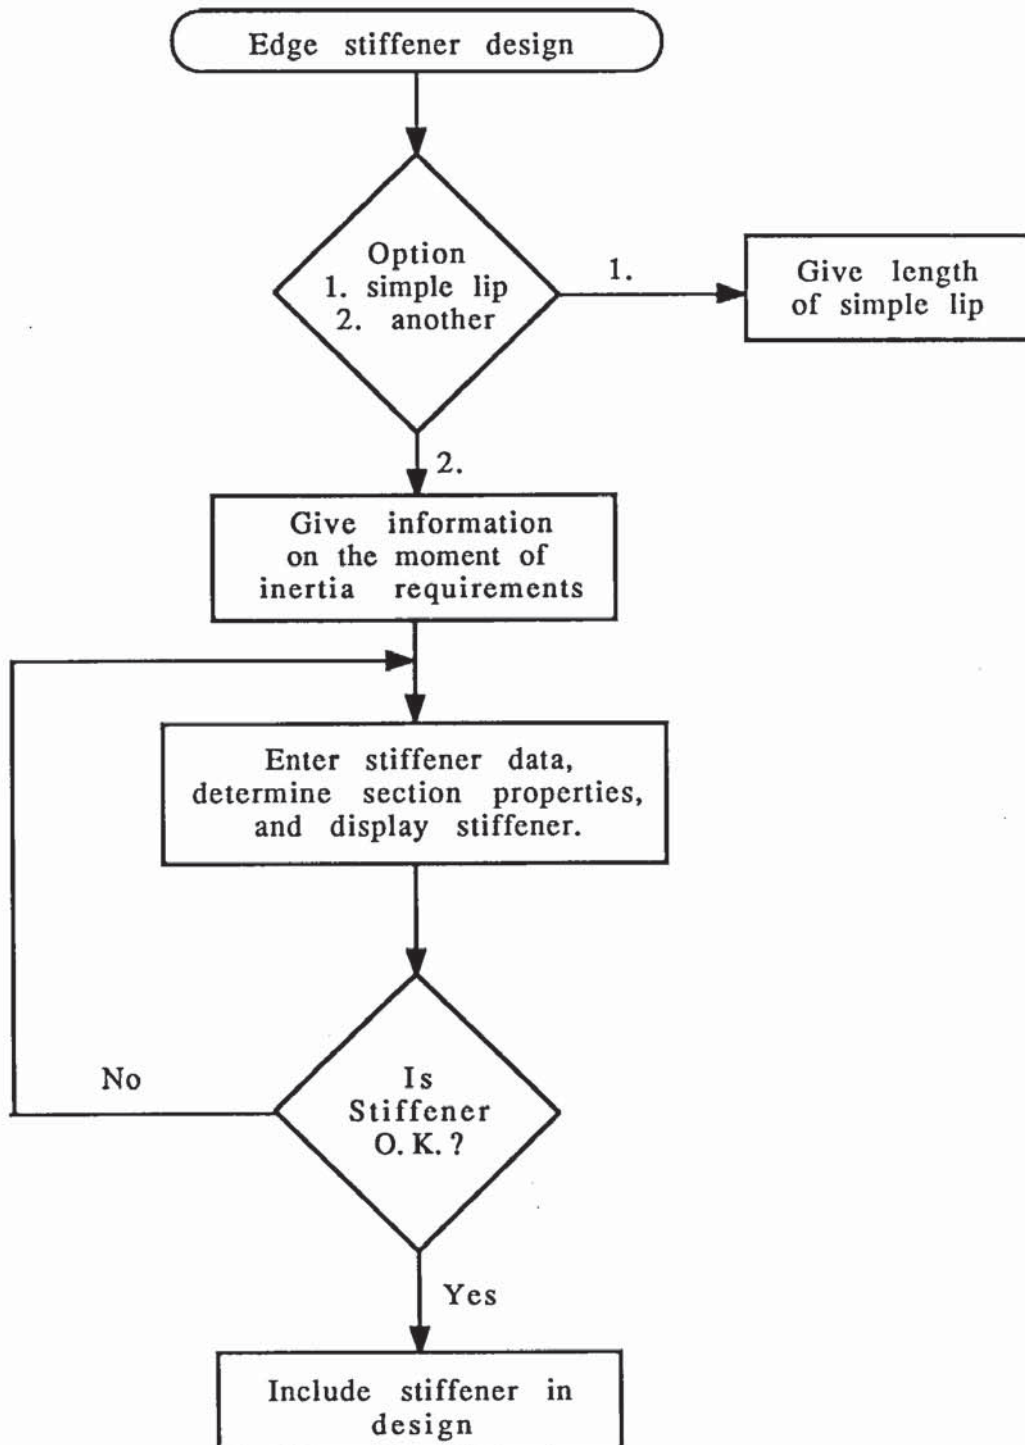 Edge stiffener design
Option
1. simple lip
2. another
1.
Give length
of simple lip
2.
Give information
on the moment of
inertia requirements
Enter stiffener data,
determine section properties,
and display stiffener.
No
Is
Stiffener
O. K. ?
Yes
Include stiffener in
design